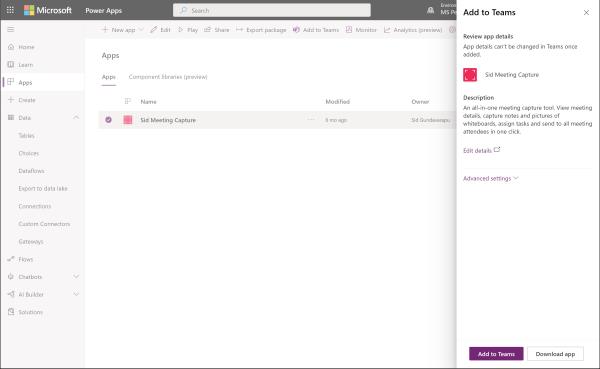 Microsoft Power Apps Search
Environ
MS Pe
New app Edit Play Share Export package Add to Teams Monitor Analytics (preview)
Home
Learn
Apps
Create
Data
Tables
Choices
Dataflows
Export to data lake
Connections
Custom Connectors
Gateways
Flows
Chatbots
AI Builder
Solutions
Apps
Apps Component libraries (preview)
Name Modified Owner
Sid Meeting Capture ... 6 mo ago Sid Gundavarapu
Add to Teams
Review app details
App details can't be changed in Teams once
added.
Sid Meeting Capture
Description
An all-in-one meeting capture tool. View meeting
details, capture notes and pictures of
whiteboards, assign tasks and send to all meeting
attendees in one click.
Edit details
Advanced settings
Add to Teams Download app